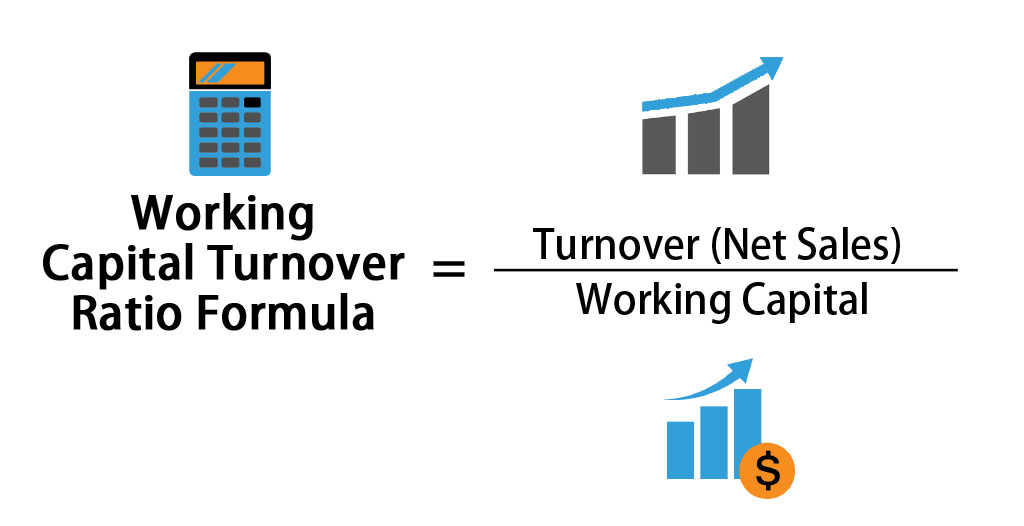 Working
Capital Turnover
Ratio Formula
=
Turnover (Net Sales)
Working Capital
$